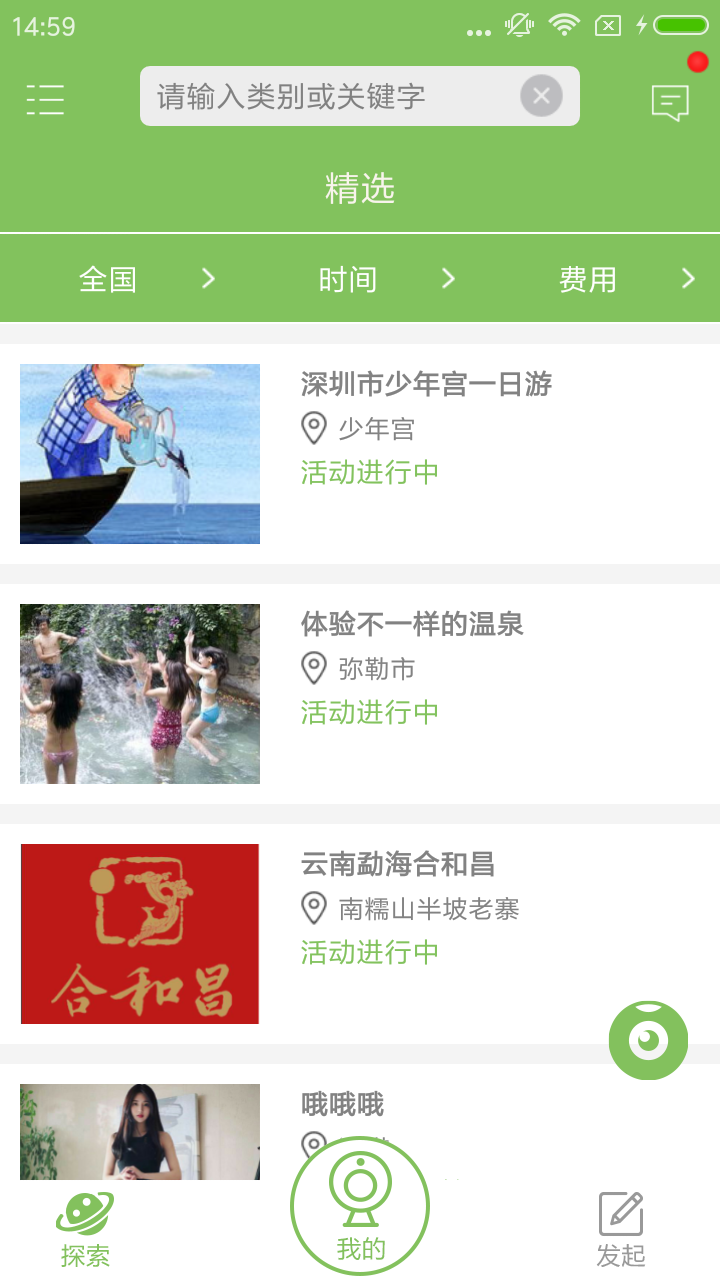 14:59
请输入类别或关键字
精选
全国
时间
费用
深圳市少年宫一日游
少年宫
活动进行中
体验不一样的温泉
弥勒市
活动进行中
云南勐海合和昌
南糯山半坡老寨
活动进行中
合和昌
哦哦哦
探索
我的
发起